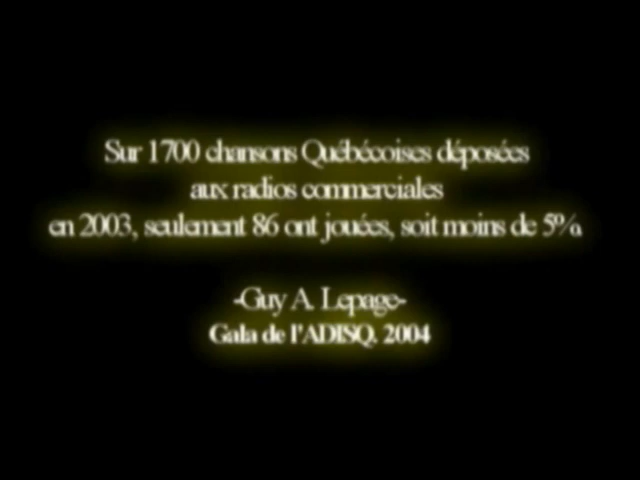 Sur 1700 chansons Québécoises déposées
aux radios commerciales
en 2003, seulement 86 ont jouées, soit moins de 5%.
-Guy A. Lepage-
Gala de l'ADISQ. 2004